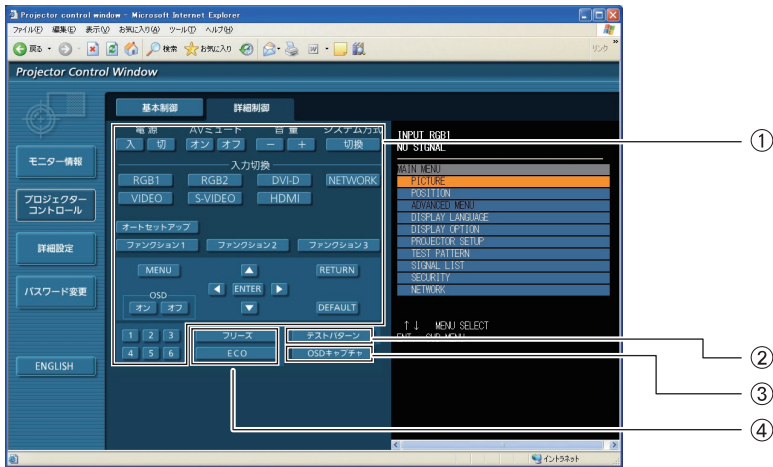 Projector control window - Microsoft Internet Explorer
ファイル(F) 編集(E) 表示(V) お気に入り(A) ツール(T) ヘルプ(H)
戻る 検索 お気に入り リンク
Projector Control Window
基本制御 詳細制御
モニター情報
プロジェクター
コントロール
詳細設定
パスワード変更
ENGLISH
電源 AVミュート 音量 システム方式
入 切 オン オフ − + 切換
入力切換
RGB1 RGB2 DVI-D NETWORK
VIDEO S-VIDEO HDMI
オートセットアップ
ファンクション1 ファンクション2 ファンクション3
MENU RETURN
ENTER
OSD
オン オフ DEFAULT
1 2 3 フリーズ テストパターン
4 5 6 ECO OSDキャプチャ
INPUT RGB1
NO SIGNAL
MAIN MENU
PICTURE
POSITION
ADVANCED MENU
DISPLAY LANGUAGE
DISPLAY OPTION
PROJECTOR SETUP
TEST PATTERN
SIGNAL LIST
SECURITY
NETWORK
↑↓ MENU SELECT
ENT SUB MENU
イントラネット
①
②
③
④